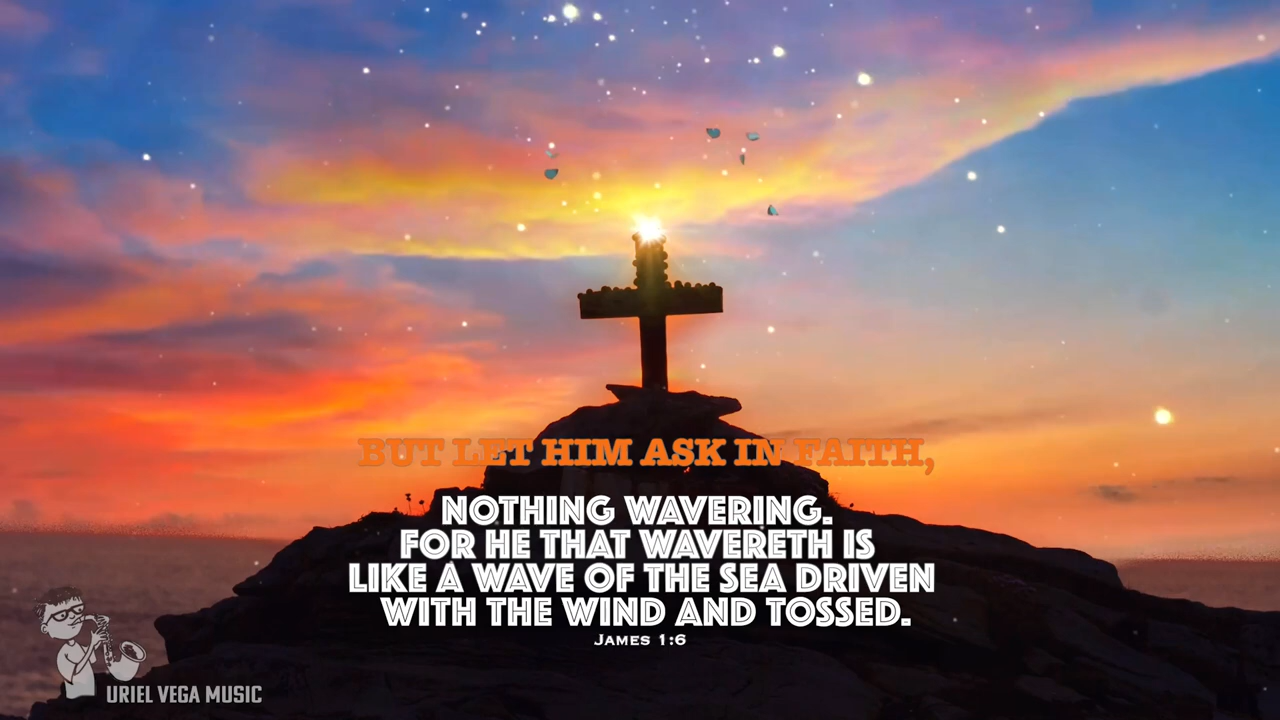 BUT LET HIM ASK IN FAITH,
NOTHING WAVERING.
FOR HE THAT WAVERETH IS
LIKE A WAVE OF THE SEA DRIVEN
WITH THE WIND AND TOSSED.
James 1:6
URIEL VEGA MUSIC